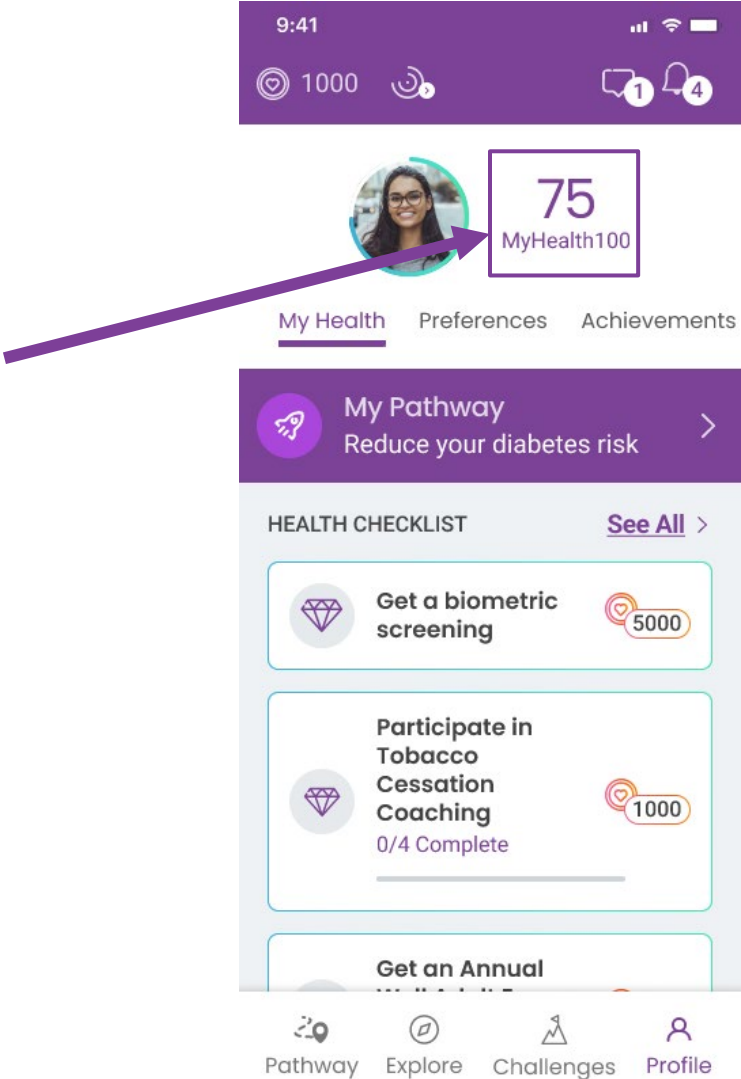 9:41
1000
1
4
75
MyHealth100
My Health Preferences Achievements
My Pathway
Reduce your diabetes risk
HEALTH CHECKLIST See All
Get a biometric
screening
5000
Participate in
Tobacco
Cessation
Coaching
0/4 Complete
1000
Get an Annual
Pathway Explore Challenges Profile